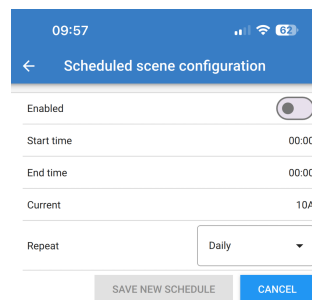 09:57 62
Scheduled scene configuration
Enabled
Start time 00:00
End time 00:00
Current 10A
Repeat Daily
SAVE NEW SCHEDULE CANCEL